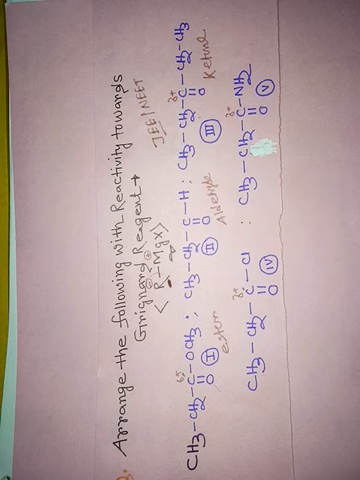 Q. Arrange the following with Reactivity towards
Grignard Reagent →
< R-MgX >
JEE/NEET
CH3-CH2-C-OCH3 ; CH3-CH2-C-H ; CH3-CH2-C-CH2-CH3
δ+ δ+
O (I) O (II) O (III)
estern Aldehyde Ketone
CH3-CH2-C-Cl : CH3-CH2-C-NH2
δ+ δ+
O (IV) O (V)